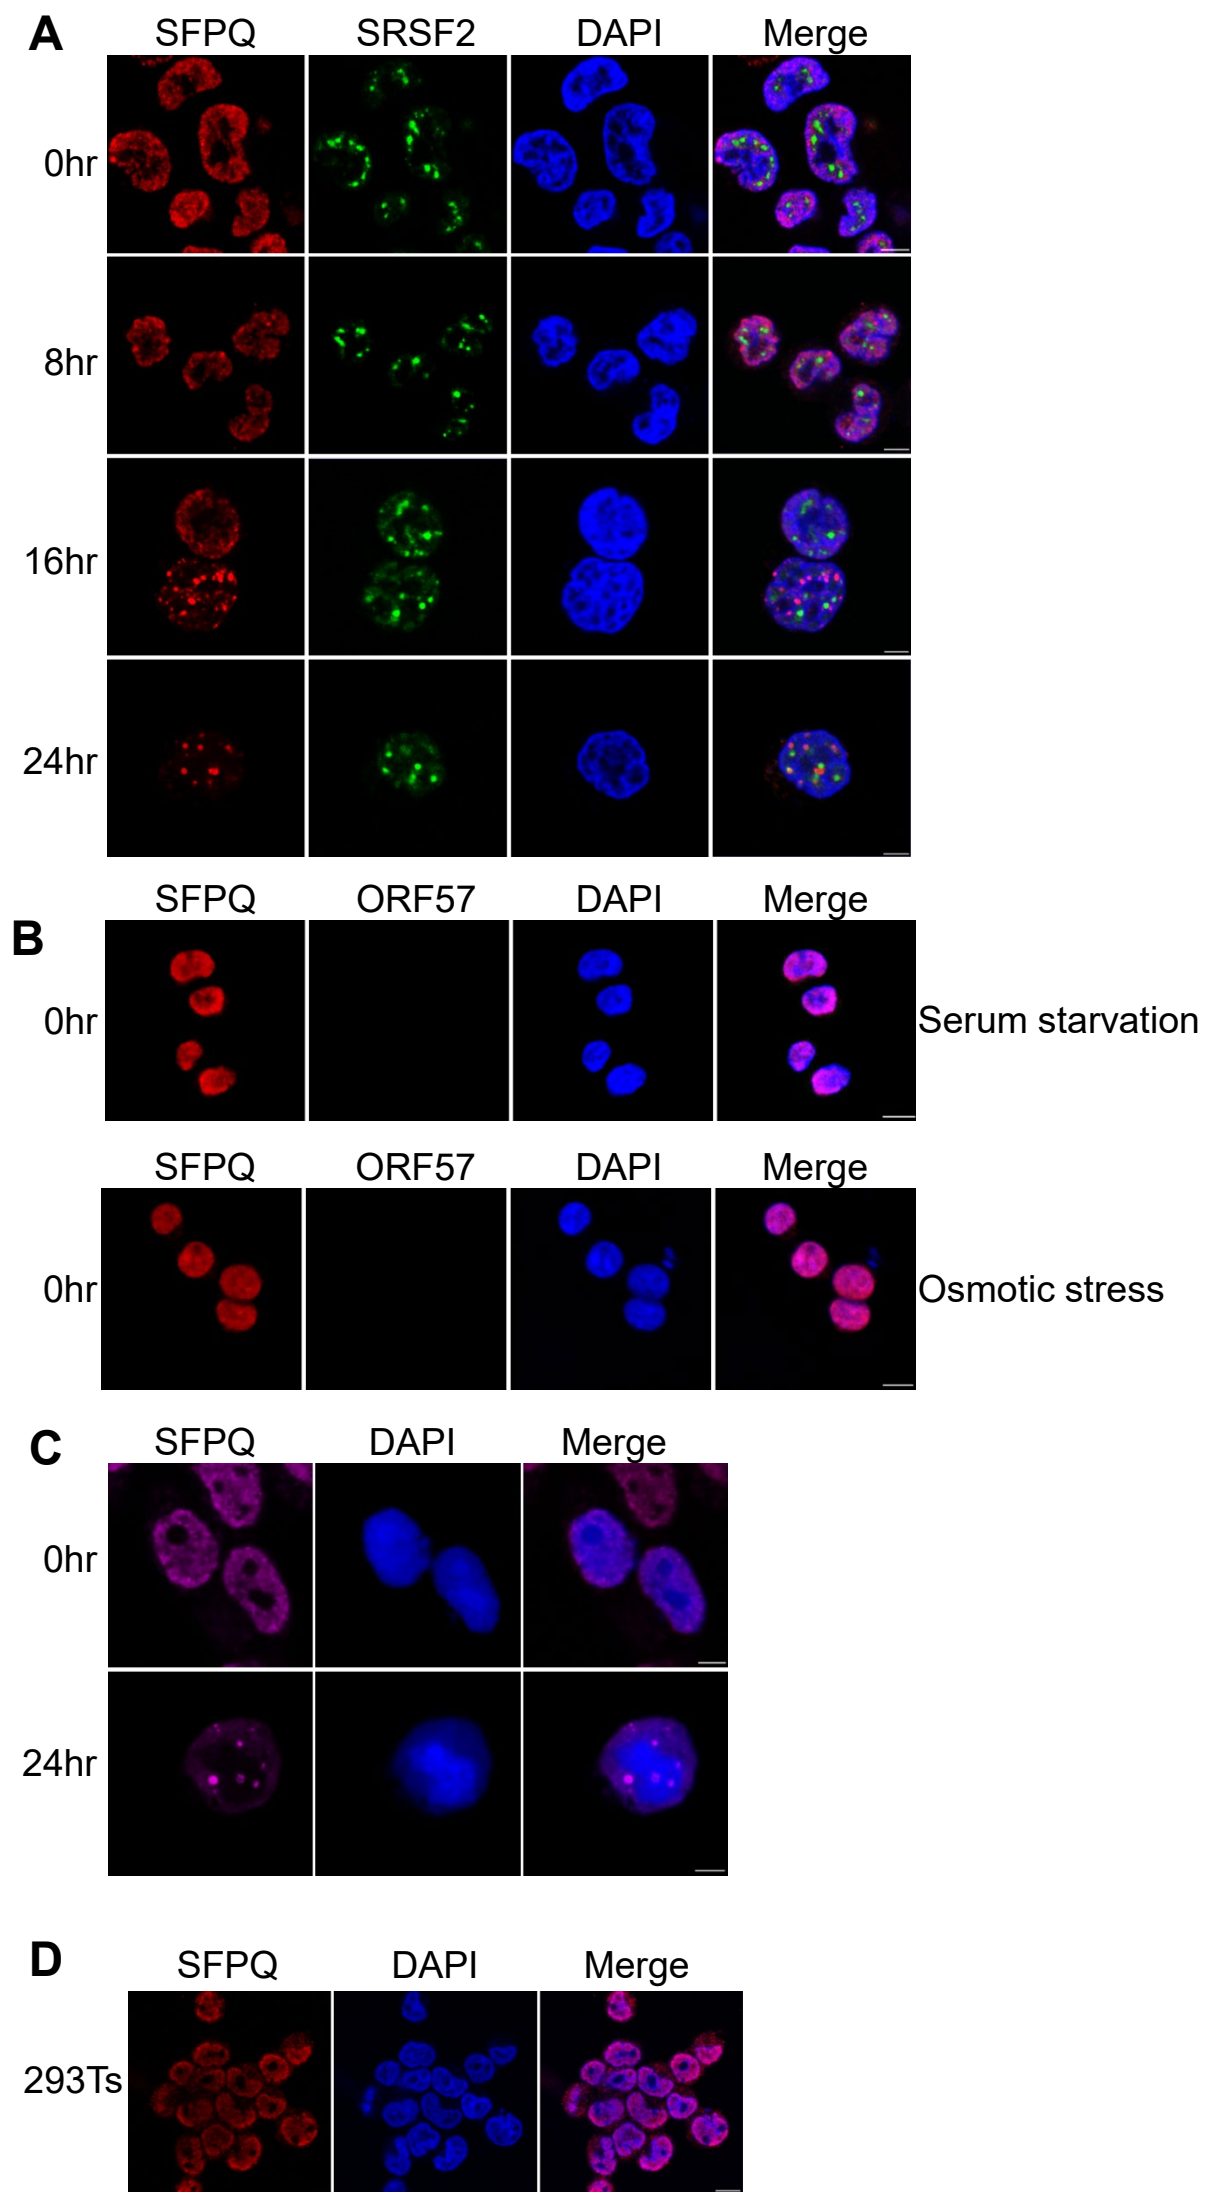 A
SFPQ SRSF2 DAPI Merge
0hr
8hr
16hr
24hr
B
SFPQ ORF57 DAPI Merge
0hr Serum starvation
SFPQ ORF57 DAPI Merge
0hr Osmotic stress
C
SFPQ DAPI Merge
0hr
24hr
D
SFPQ DAPI Merge
293Ts